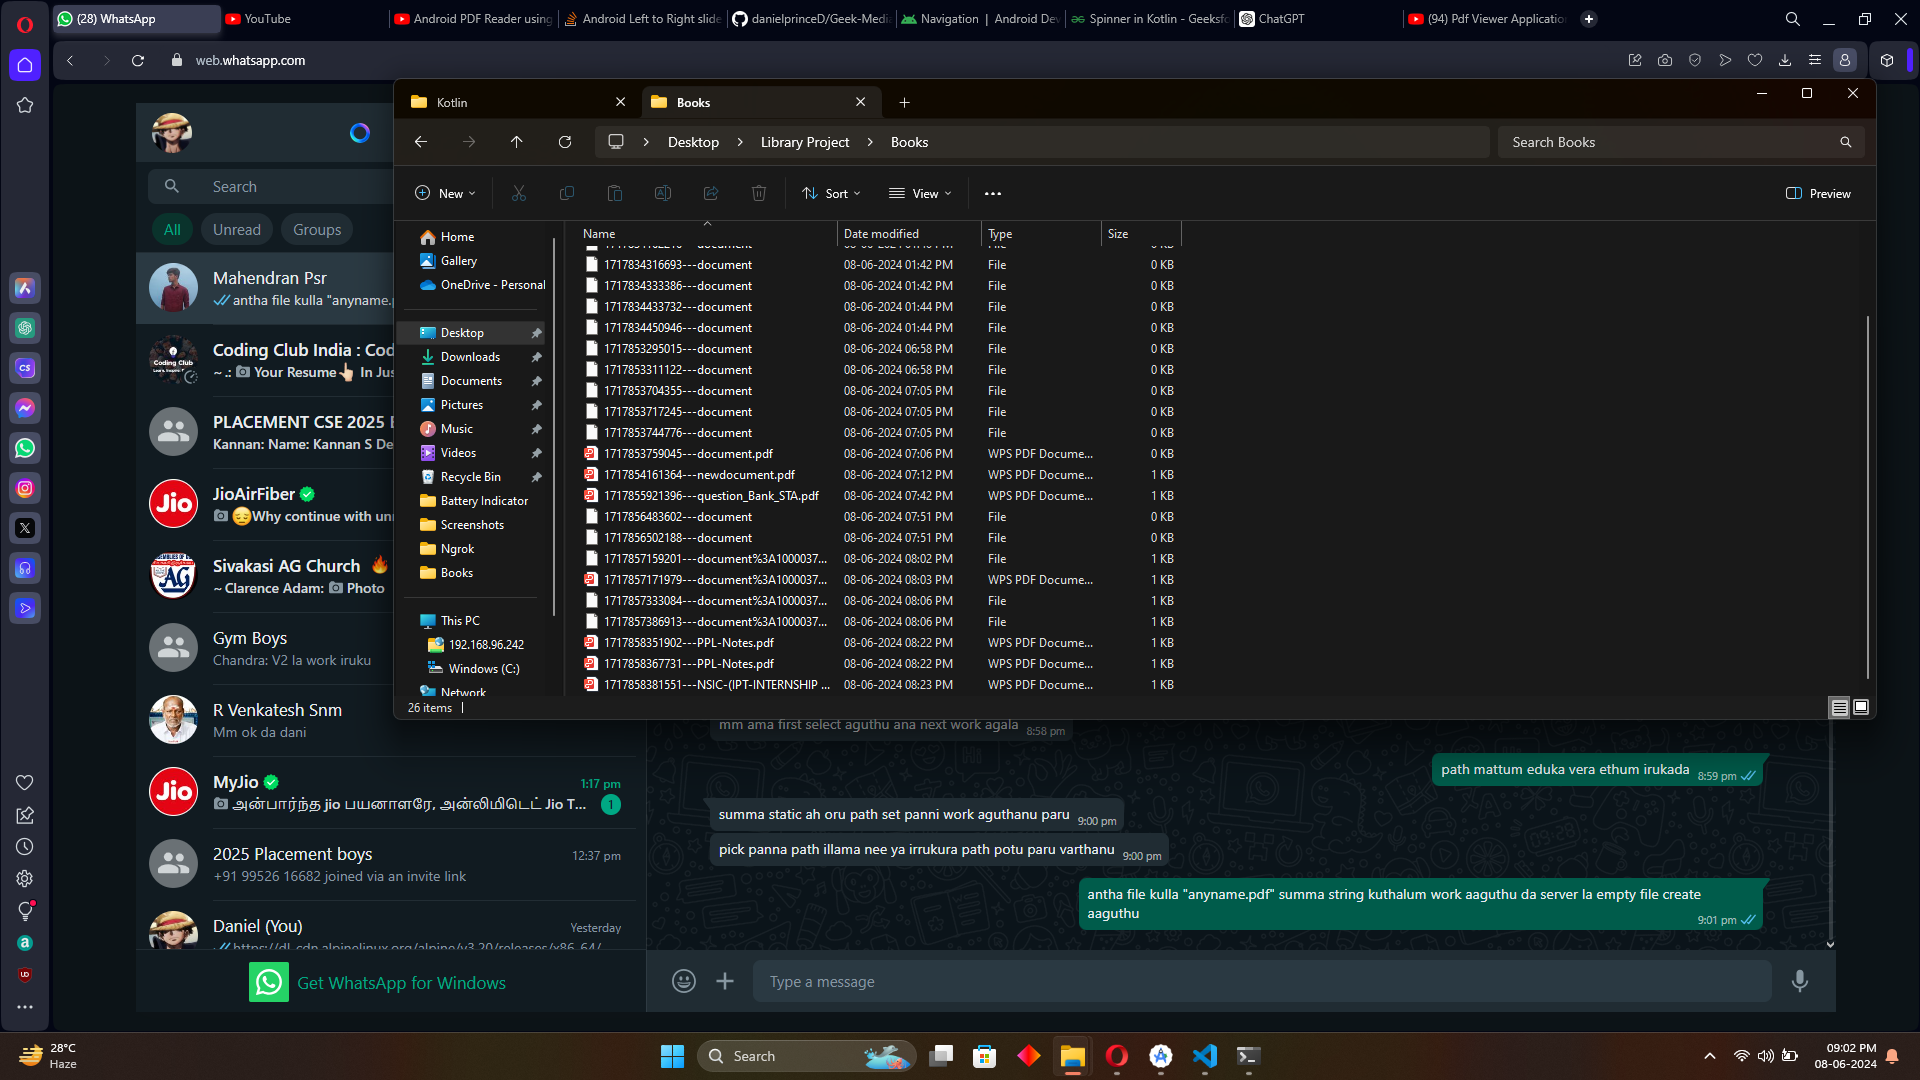 (28) WhatsApp
YouTube
Android PDF Reader using
Android Left to Right slide
danielprinceD/Geek-Media
Navigation | Android Dev
Spinner in Kotlin - Geeksfo
ChatGPT
(94) Pdf Viewer Application
web.whatsapp.com
Kotlin
Books
Desktop
Library Project
Books
Search Books
New
Sort
View
Preview
Search
All
Unread
Groups
Home
Gallery
OneDrive - Personal
Desktop
Downloads
Documents
Pictures
Music
Videos
Recycle Bin
Battery Indicator
Screenshots
Ngrok
Books
This PC
192.168.96.242
Windows (C:)
Network
Name Date modified Type Size
1717834316693---document 08-06-2024 01:42 PM File 0 KB
1717834333386---document 08-06-2024 01:42 PM File 0 KB
1717834433732---document 08-06-2024 01:44 PM File 0 KB
1717834450946---document 08-06-2024 01:44 PM File 0 KB
1717853295015---document 08-06-2024 06:58 PM File 0 KB
1717853311122---document 08-06-2024 06:58 PM File 0 KB
1717853704355---document 08-06-2024 07:05 PM File 0 KB
1717853717245---document 08-06-2024 07:05 PM File 0 KB
1717853744776---document 08-06-2024 07:05 PM File 0 KB
1717853759045---document.pdf 08-06-2024 07:06 PM WPS PDF Docume... 0 KB
1717854161364---newdocument.pdf 08-06-2024 07:12 PM WPS PDF Docume... 1 KB
1717855921396---question_Bank_STA.pdf 08-06-2024 07:42 PM WPS PDF Docume... 1 KB
1717856483602---document 08-06-2024 07:51 PM File 0 KB
1717856502188---document 08-06-2024 07:51 PM File 0 KB
1717857159201---document%3A1000037... 08-06-2024 08:02 PM File 1 KB
1717857171979---document%3A1000037... 08-06-2024 08:03 PM WPS PDF Docume... 1 KB
1717857333084---document%3A1000037... 08-06-2024 08:06 PM File 1 KB
1717857386913---document%3A1000037... 08-06-2024 08:06 PM File 1 KB
1717858351902---PPL-Notes.pdf 08-06-2024 08:22 PM WPS PDF Docume... 1 KB
1717858367731---PPL-Notes.pdf 08-06-2024 08:22 PM WPS PDF Docume... 1 KB
1717858381551---NSIC-(IPT-INTERNSHIP ... 08-06-2024 08:23 PM WPS PDF Docume... 1 KB
26 items
Mahendran Psr
antha file kulla "anyname.p
Coding Club India : Cod
~ .: Your Resume👆🏻 In Jus
PLACEMENT CSE 2025 B
Kannan: Name: Kannan S De
JioAirFiber
😔Why continue with unr
Sivakasi AG Church 🔥
~ Clarence Adam: Photo
Gym Boys
Chandra: V2 la work iruku
R Venkatesh Snm
Mm ok da dani
MyJio 1:17 pm
அன்பார்ந்த jio பயனாளரே, அன்லிமிடெட் Jio T... 1
2025 Placement boys 12:37 pm
+91 99526 16682 joined via an invite link
Daniel (You) Yesterday
https://dl-cdn.alpinelinux.org/alpine/v3.20/releases/x86_64/
Get WhatsApp for Windows
mm ama first select aguthu ana next work agala 8:58 pm
path mattum eduka vera ethum irukada 8:59 pm
summa static ah oru path set panni work aguthanu paru 9:00 pm
pick panna path illama nee ya irrukura path potu paru varthanu 9:00 pm
antha file kulla "anyname.pdf" summa string kuthalum work aaguthu da server la empty file create
aaguthu 9:01 pm
Type a message
28°C
Haze
Search
09:02 PM
08-06-2024